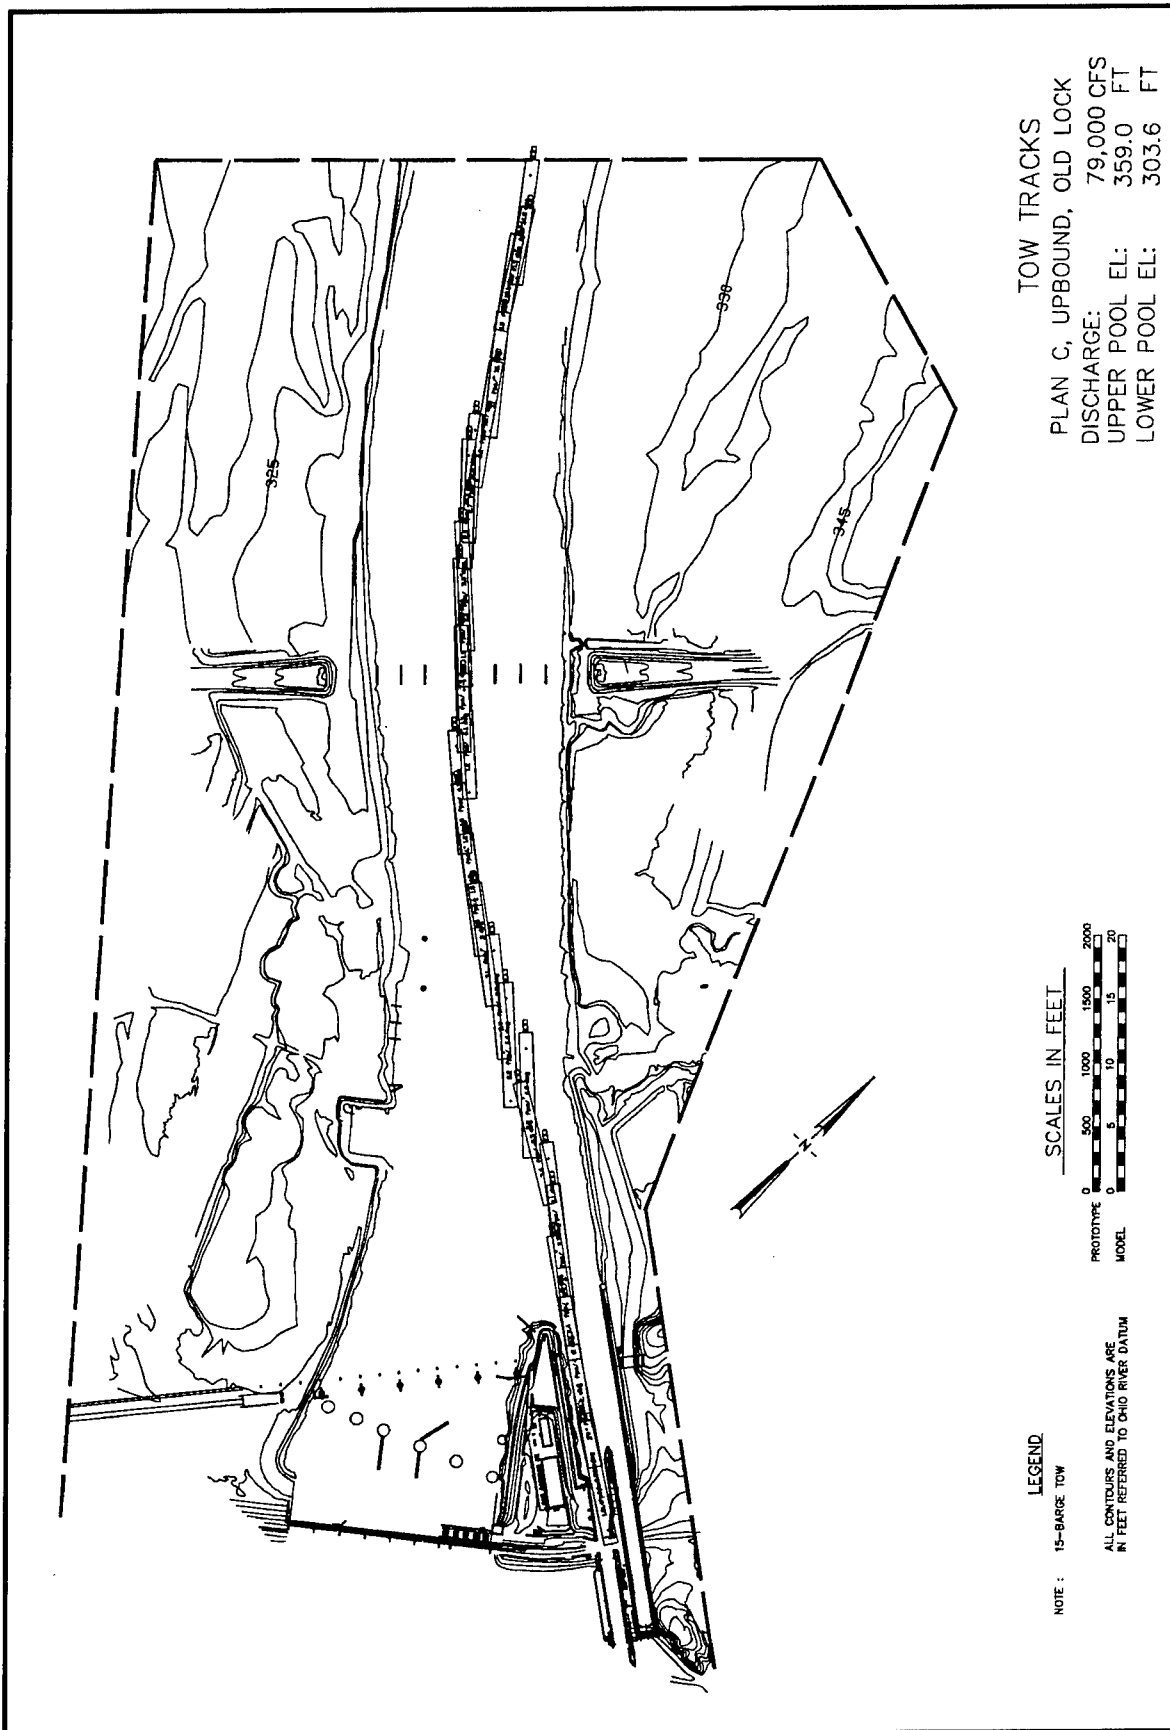 TOW TRACKS
PLAN C, UPBOUND, OLD LOCK
DISCHARGE: 79,000 CFS
UPPER POOL EL: 359.0 FT
LOWER POOL EL: 303.6 FT
325
330
345
N
SCALES IN FEET
PROTOTYPE 0 500 1000 1500 2000
MODEL 0 5 10 15 20
LEGEND
NOTE : 15-BARGE TOW
ALL CONTOURS AND ELEVATIONS ARE
IN FEET REFERRED TO OHIO RIVER DATUM